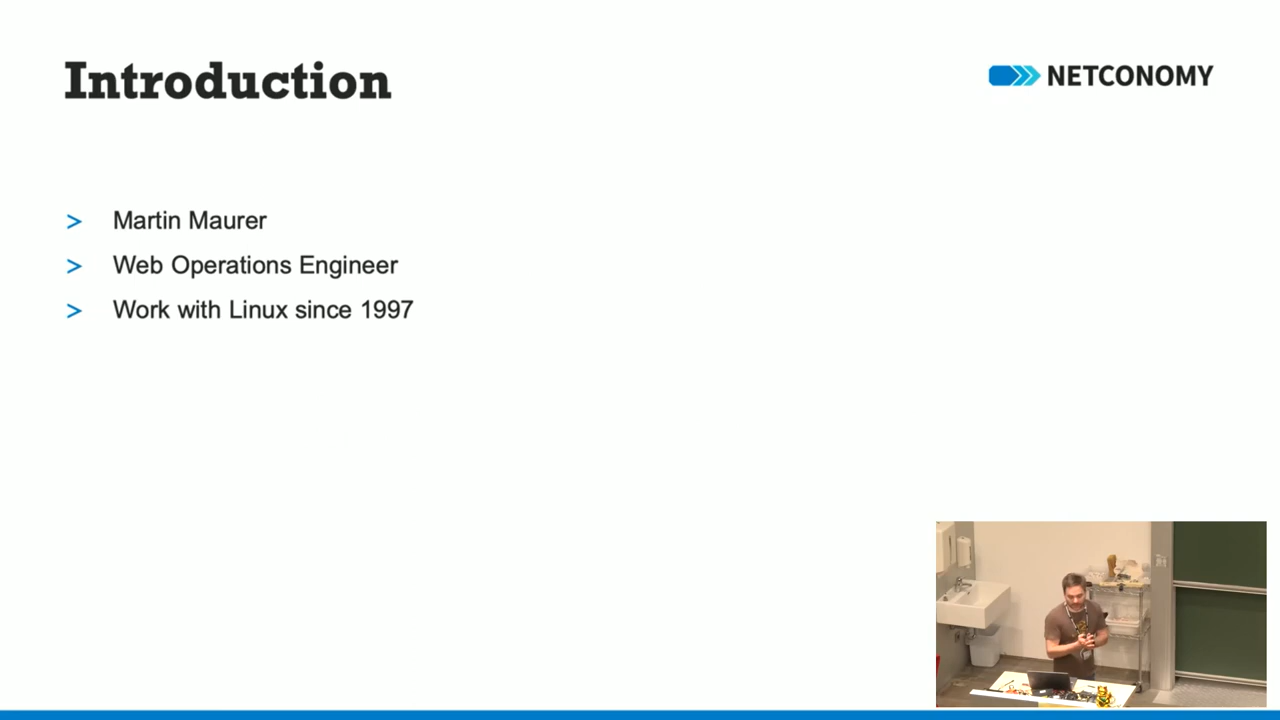 Introduction
NETCONOMY
> Martin Maurer
> Web Operations Engineer
> Work with Linux since 1997